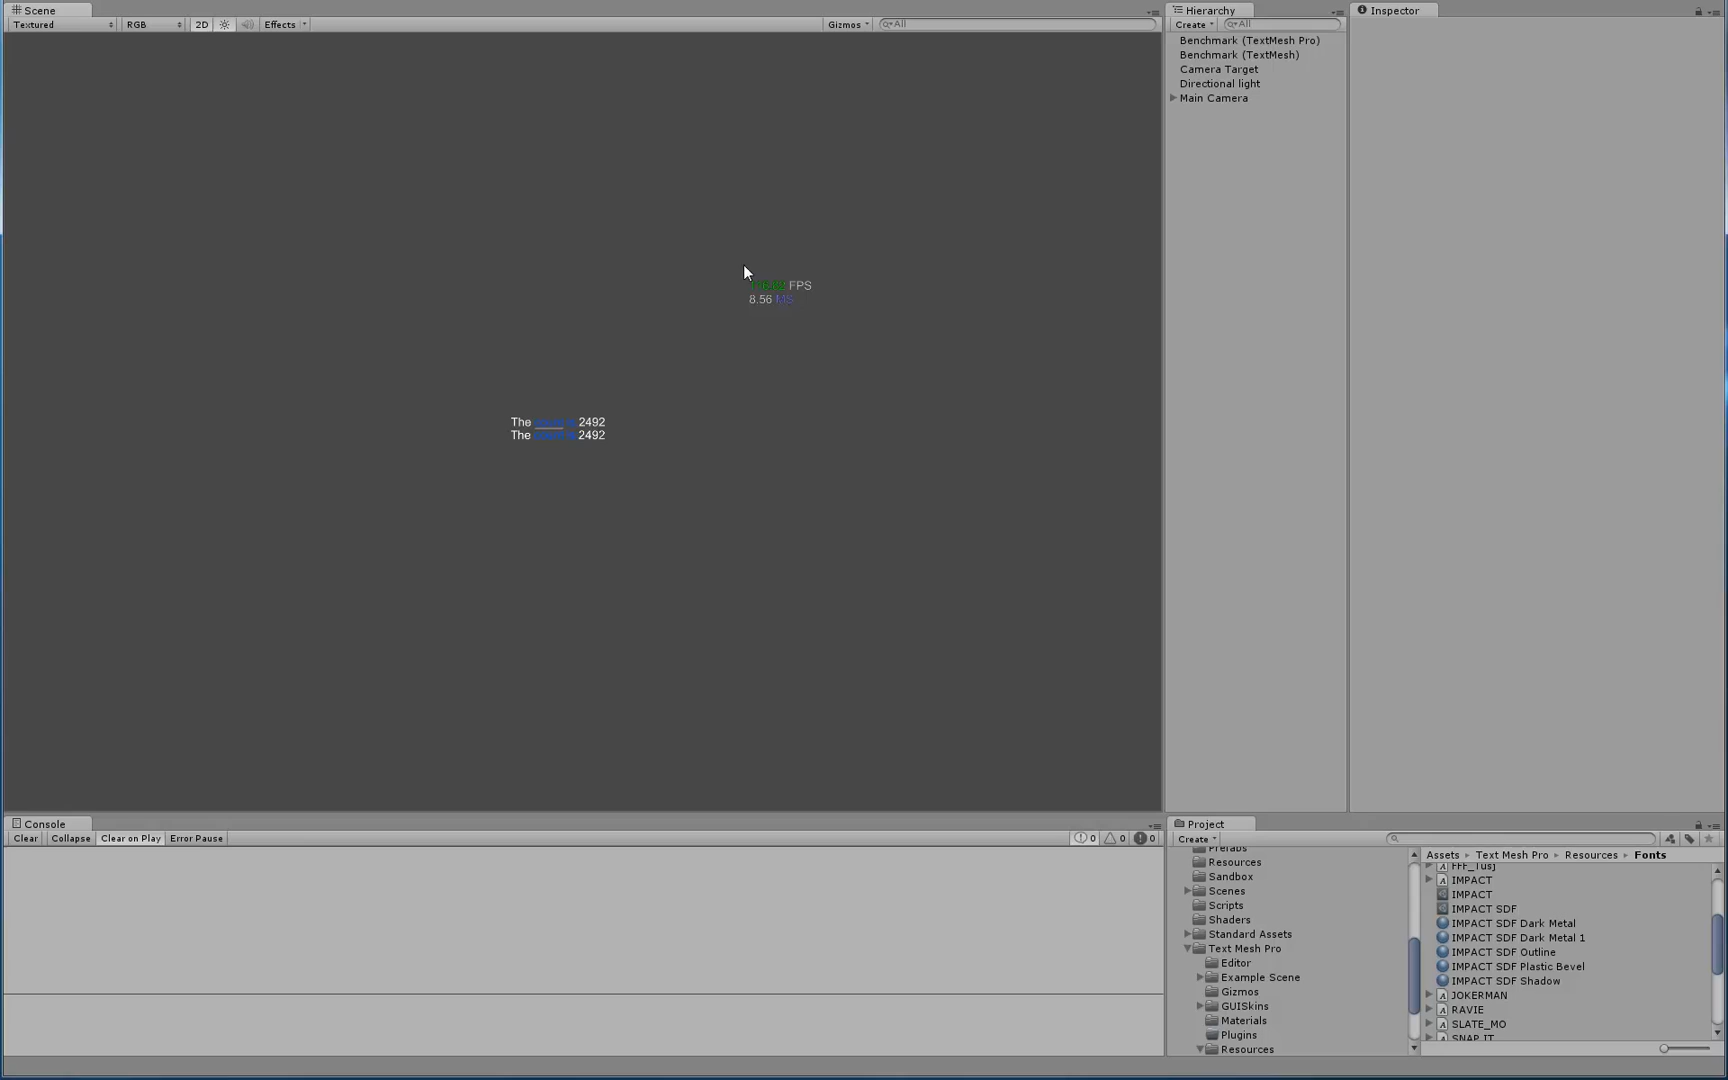 Scene
Textured
RGB
2D
Effects
Gizmos
All
FPS
8.56 MS
The 2492
The 2492
Hierarchy
Create
All
Benchmark (TextMesh Pro)
Benchmark (TextMesh)
Camera Target
Directional light
Main Camera
Inspector
Console
Clear
Collapse
Clear on Play
Error Pause
0
0
0
Project
Create
Prefabs
Resources
Sandbox
Scenes
Scripts
Shaders
Standard Assets
Text Mesh Pro
Editor
Example Scene
Gizmos
GUISkins
Materials
Plugins
Resources
Assets ▸ Text Mesh Pro ▸ Resources ▸ Fonts
FFF_Tusj
IMPACT
IMPACT
IMPACT SDF
IMPACT SDF Dark Metal
IMPACT SDF Dark Metal 1
IMPACT SDF Outline
IMPACT SDF Plastic Bevel
IMPACT SDF Shadow
JOKERMAN
RAVIE
SLATE_MO
SNAP IT